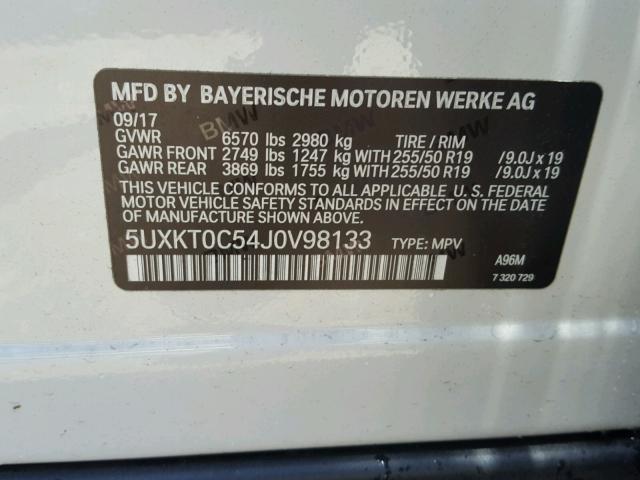 MFD BY BAYERISCHE MOTOREN WERKE AG
09/17
GVWR 6570 lbs 2980 kg TIRE / RIM
GAWR FRONT 2749 lbs 1247 kg WITH 255/50 R19 /9.0J x 19
GAWR REAR 3869 lbs 1755 kg WITH 255/50 R19 /9.0J x 19
THIS VEHICLE CONFORMS TO ALL APPLICABLE U. S. FEDERAL
MOTOR VEHICLE SAFETY STANDARDS IN EFFECT ON THE
DATE OF MANUFACTURE SHOWN ABOVE.
5UXKT0C54J0V98133 TYPE: MPV
A96M
7 320 729
BMW
BMW